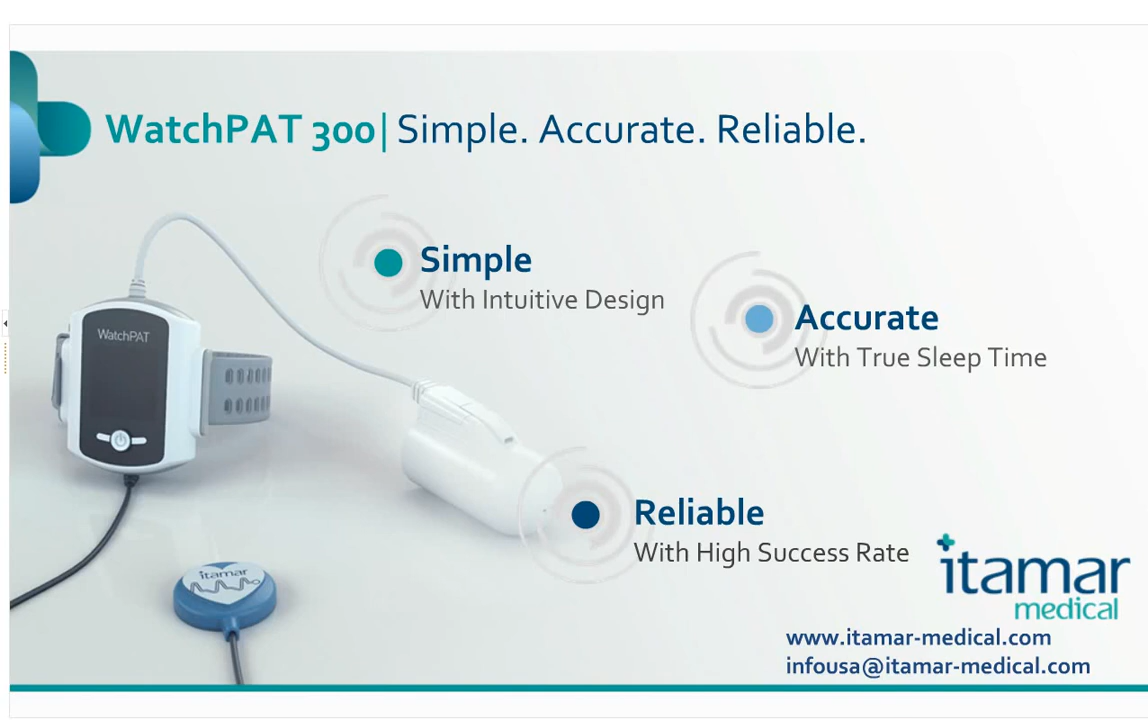 WatchPAT 300| Simple. Accurate. Reliable.
Simple
With Intuitive Design
Accurate
With True Sleep Time
WatchPAT
Reliable
With High Success Rate
itamar
itamar
medical
www.itamar-medical.com
infousa@itamar-medical.com